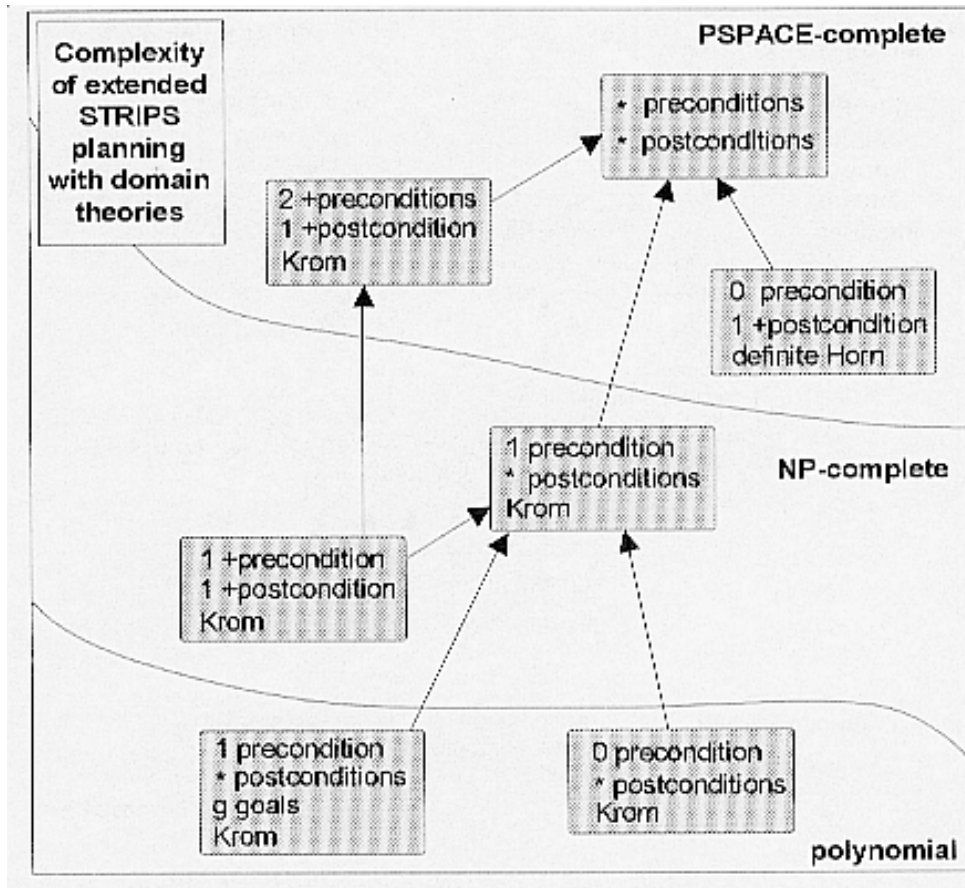 Complexity
of extended
STRIPS
planning
with domain
theories
PSPACE-complete
* preconditions
* postconditions
2 +preconditions
1 +postcondition
Krom
0 precondition
1 +postcondition
definite Horn
1 precondition
* postconditions
Krom
NP-complete
1 +precondition
1 +postcondition
Krom
1 precondition
* postconditions
g goals
Krom
0 precondition
* postconditions
Krom
polynomial